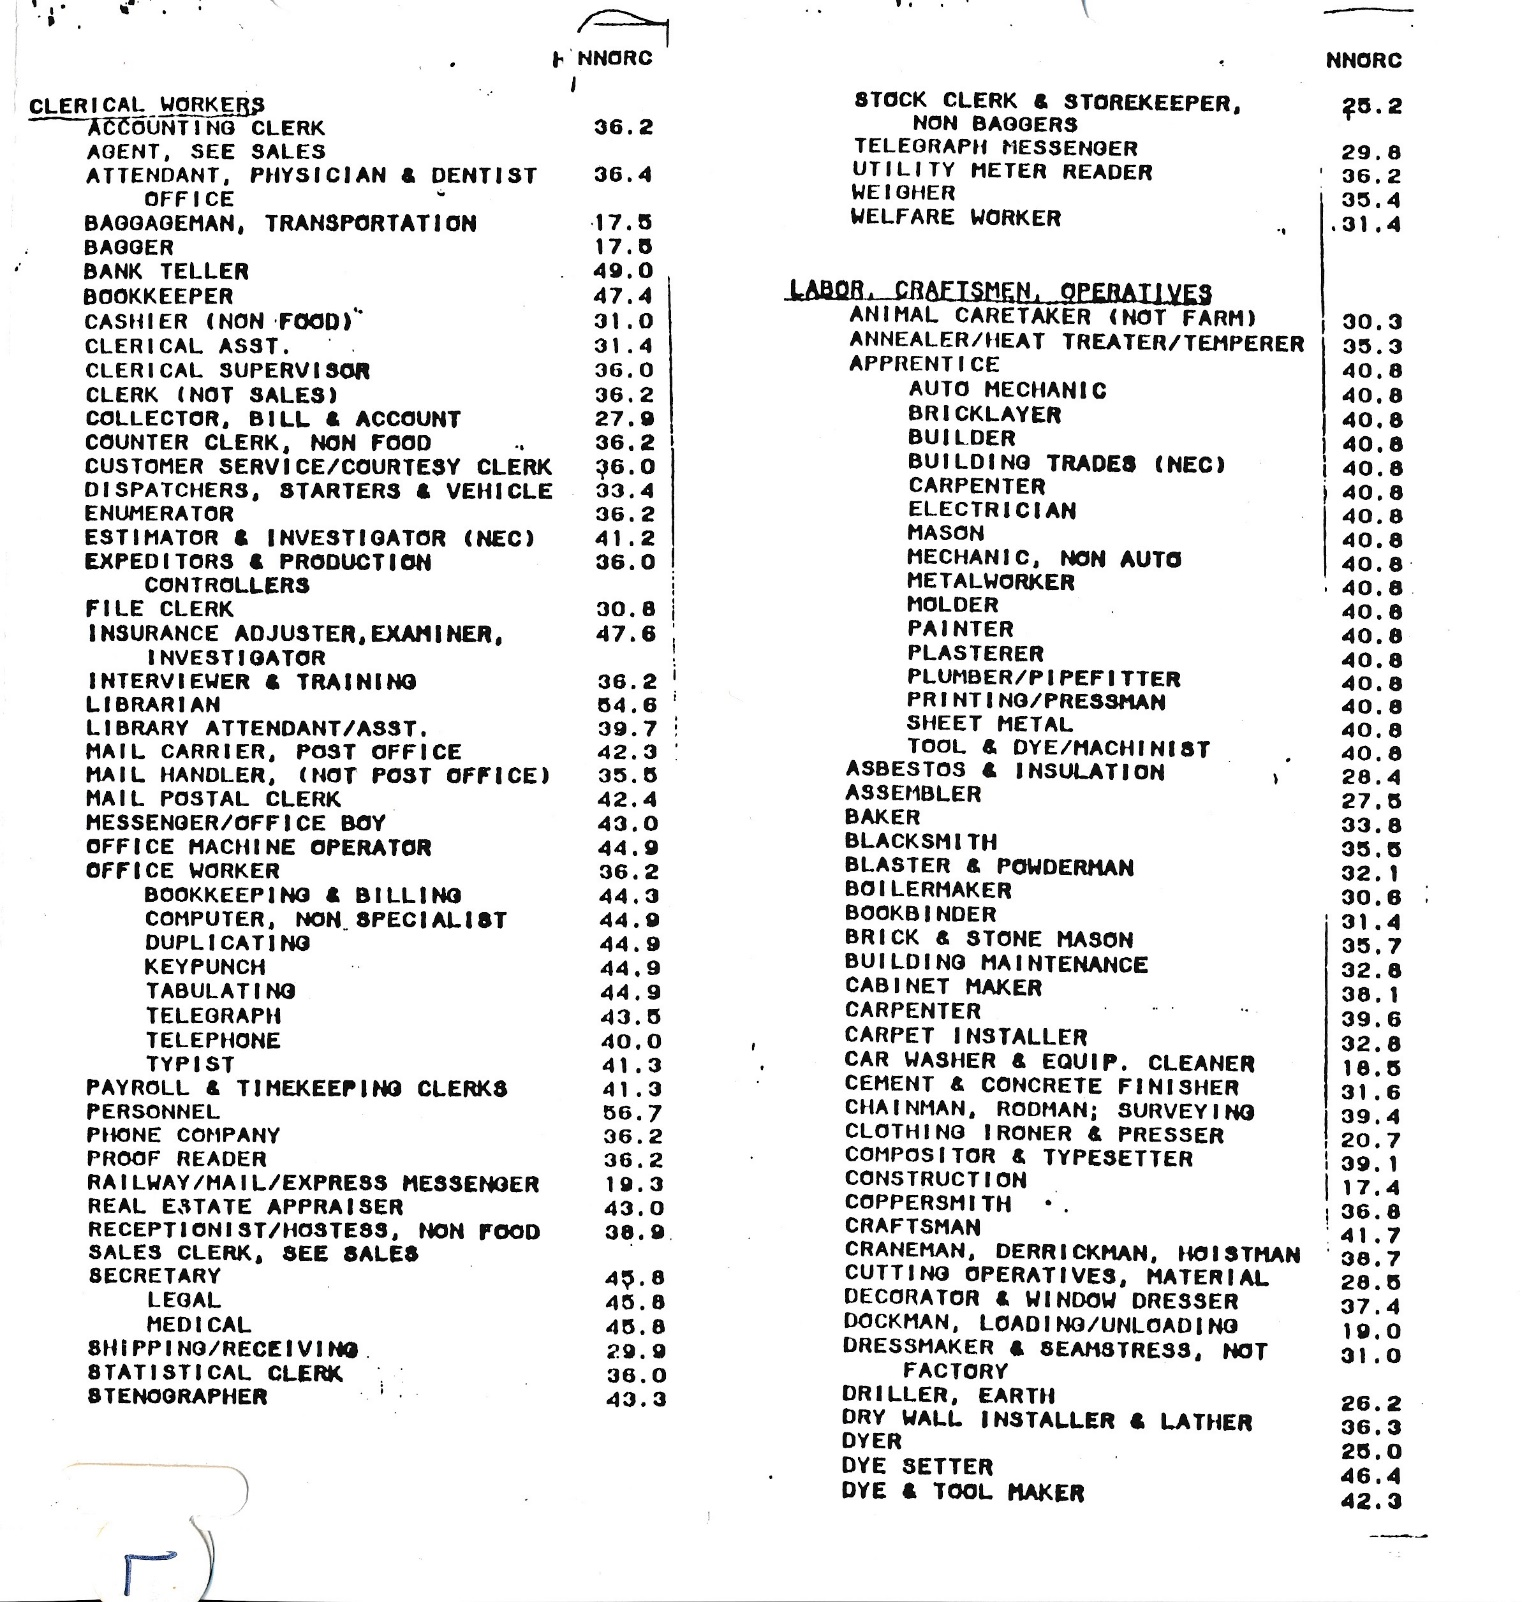 NNORC
CLERICAL WORKERS
ACCOUNTING CLERK 36.2
AGENT, SEE SALES
ATTENDANT, PHYSICIAN & DENTIST 36.4
OFFICE
BAGGAGEMAN, TRANSPORTATION 17.5
BAGGER 17.5
BANK TELLER 49.0
BOOKKEEPER 47.4
CASHIER (NON FOOD) 31.0
CLERICAL ASST. 31.4
CLERICAL SUPERVISOR 36.0
CLERK (NOT SALES) 36.2
COLLECTOR, BILL & ACCOUNT 27.9
COUNTER CLERK, NON FOOD 36.2
CUSTOMER SERVICE/COURTESY CLERK 36.0
DISPATCHERS, STARTERS & VEHICLE 33.4
ENUMERATOR 36.2
ESTIMATOR & INVESTIGATOR (NEC) 41.2
EXPEDITORS & PRODUCTION 36.0
CONTROLLERS
FILE CLERK 30.8
INSURANCE ADJUSTER, EXAMINER, 47.6
INVESTIGATOR
INTERVIEWER & TRAINING 36.2
LIBRARIAN 54.6
LIBRARY ATTENDANT/ASST. 39.7
MAIL CARRIER, POST OFFICE 42.3
MAIL HANDLER, (NOT POST OFFICE) 35.5
MAIL POSTAL CLERK 42.4
MESSENGER/OFFICE BOY 43.0
OFFICE MACHINE OPERATOR 44.9
OFFICE WORKER 36.2
BOOKKEEPING & BILLING 44.3
COMPUTER, NON SPECIALIST 44.9
DUPLICATING 44.9
KEYPUNCH 44.9
TABULATING 44.9
TELEGRAPH 43.5
TELEPHONE 40.0
TYPIST 41.3
PAYROLL & TIMEKEEPING CLERKS 41.3
PERSONNEL 56.7
PHONE COMPANY 36.2
PROOF READER 36.2
RAILWAY/MAIL/EXPRESS MESSENGER 19.3
REAL ESTATE APPRAISER 43.0
RECEPTIONIST/HOSTESS, NON FOOD 38.9
SALES CLERK, SEE SALES
SECRETARY 45.8
LEGAL 45.8
MEDICAL 45.8
SHIPPING/RECEIVING 29.9
STATISTICAL CLERK 36.0
STENOGRAPHER 43.3
NNORC
STOCK CLERK & STOREKEEPER, 25.2
NON BAGGERS
TELEGRAPH MESSENGER 29.8
UTILITY METER READER 36.2
WEIGHER 35.4
WELFARE WORKER 31.4
LABOR, CRAFTSMEN, OPERATIVES
ANIMAL CARETAKER (NOT FARM) 30.3
ANNEALER/HEAT TREATER/TEMPERER 35.3
APPRENTICE 40.8
AUTO MECHANIC 40.8
BRICKLAYER 40.8
BUILDER 40.8
BUILDING TRADES (NEC) 40.8
CARPENTER 40.8
ELECTRICIAN 40.8
MASON 40.8
MECHANIC, NON AUTO 40.8
METALWORKER 40.8
MOLDER 40.8
PAINTER 40.8
PLASTERER 40.8
PLUMBER/PIPEFITTER 40.8
PRINTING/PRESSMAN 40.8
SHEET METAL 40.8
TOOL & DYE/MACHINIST 40.8
ASBESTOS & INSULATION 28.4
ASSEMBLER 27.5
BAKER 33.8
BLACKSMITH 35.5
BLASTER & POWDERMAN 32.1
BOILERMAKER 30.6
BOOKBINDER 31.4
BRICK & STONE MASON 35.7
BUILDING MAINTENANCE 32.8
CABINET MAKER 38.1
CARPENTER 39.6
CARPET INSTALLER 32.8
CAR WASHER & EQUIP. CLEANER 18.5
CEMENT & CONCRETE FINISHER 31.6
CHAINMAN, RODMAN; SURVEYING 39.4
CLOTHING IRONER & PRESSER 20.7
COMPOSITOR & TYPESETTER 39.1
CONSTRUCTION 17.4
COPPERSMITH 36.8
CRAFTSMAN 41.7
CRANEMAN, DERRICKMAN, HOISTMAN 38.7
CUTTING OPERATIVES, MATERIAL 28.5
DECORATOR & WINDOW DRESSER 37.4
DOCKMAN, LOADING/UNLOADING 19.0
DRESSMAKER & SEAMSTRESS, NOT 31.0
FACTORY
DRILLER, EARTH 26.2
DRY WALL INSTALLER & LATHER 36.3
DYER 25.0
DYE SETTER 46.4
DYE & TOOL MAKER 42.3